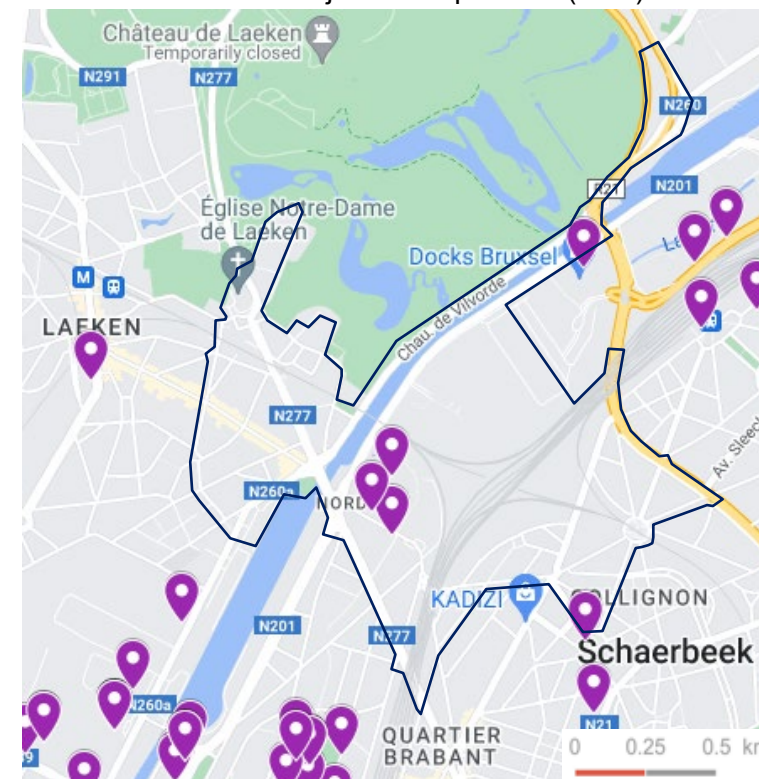 Château de Laeken
Temporarily closed
N291
N277
N260
R21
N201
Église Notre-Dame
de Laeken
Docks Bruxsel
Chau. de Vilvorde
M
LAEKEN
N277
Av.
N260a
NORD
KADIZI
COLLIGNON
N201
N277
Schaerbeek
N260a
N21
QUARTIER
BRABANT
0 0.25 0.5 km